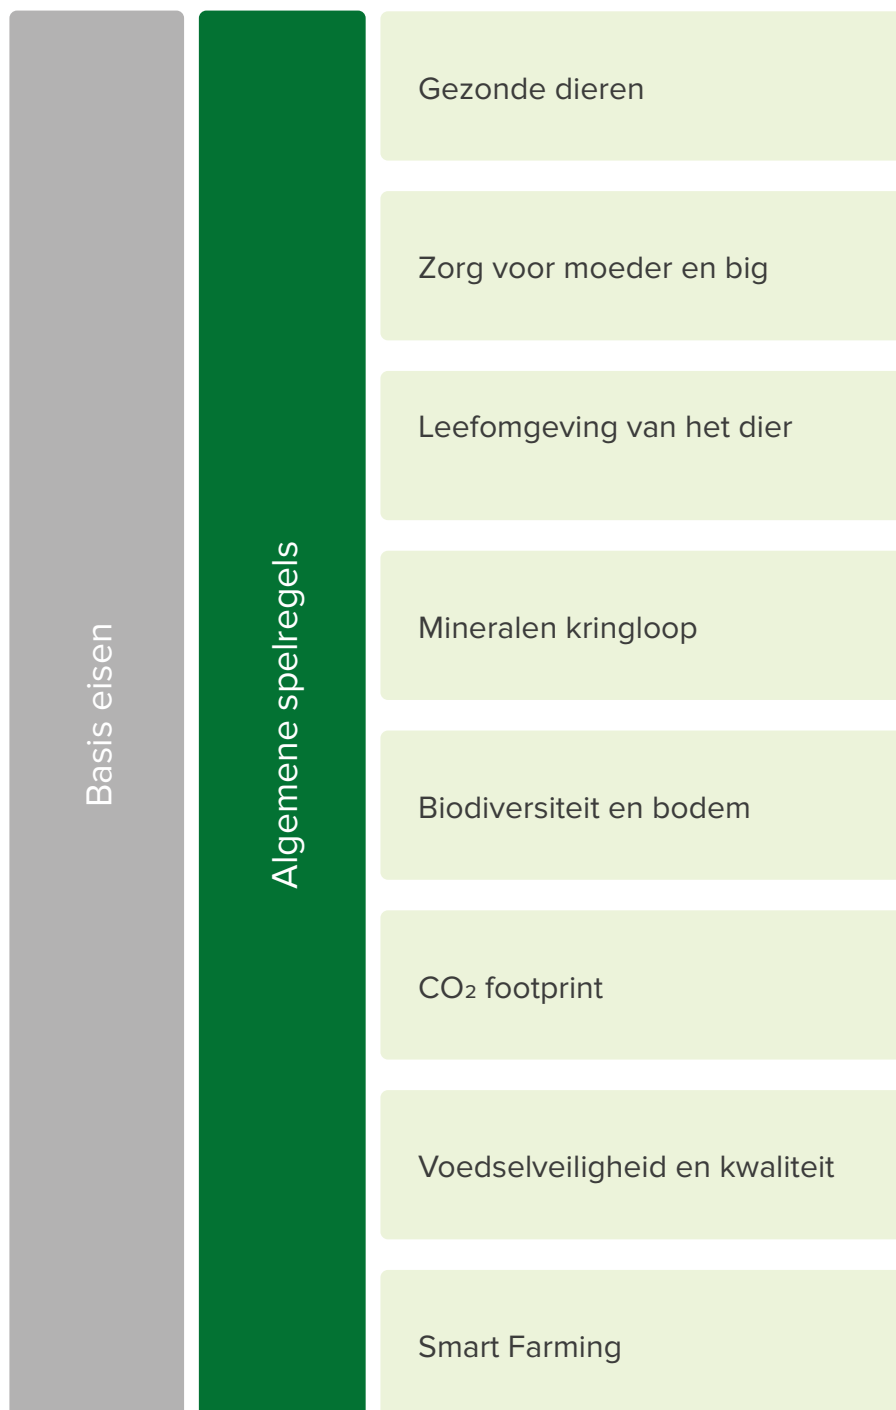 Basis eisen
Algemene spelregels
Gezonde dieren
Zorg voor moeder en big
Leefomgeving van het dier
Mineralen kringloop
Biodiversiteit en bodem
CO₂ footprint
Voedselveiligheid en kwaliteit
Smart Farming